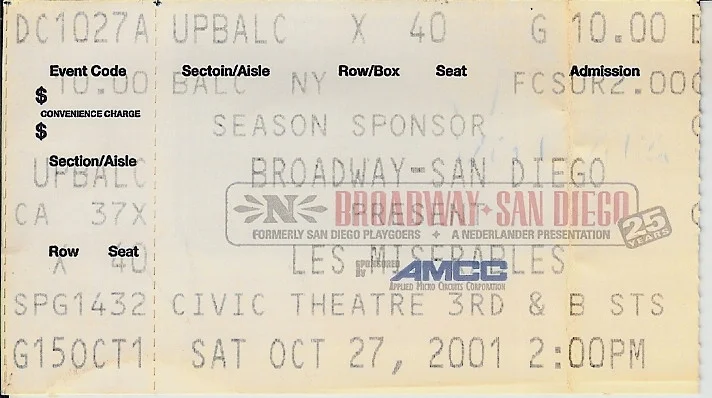 DC1027A UPBALC X 40 G 10.00
Event Code Sectoin/Aisle Row/Box Seat Admission
$ 10.00 BALC NY FCSUR2.00
CONVENIENCE CHARGE
$ SEASON SPONSOR
Section/Aisle
UPBALC BROADWAY-SAN DIEGO
N BROADWAY·SAN DIEGO
CA 37X PRESENT
25 YEARS
FORMERLY SAN DIEGO PLAYGOERS + A NEDERLANDER PRESENTATION
Row Seat
X 40 LES MISERABLES
SPONSORED BY AMCC
APPLIED MICRO CIRCUITS CORPORATION
SPG1432 CIVIC THEATRE 3RD & B STS
G15OCT1 SAT OCT 27, 2001 2:00PM